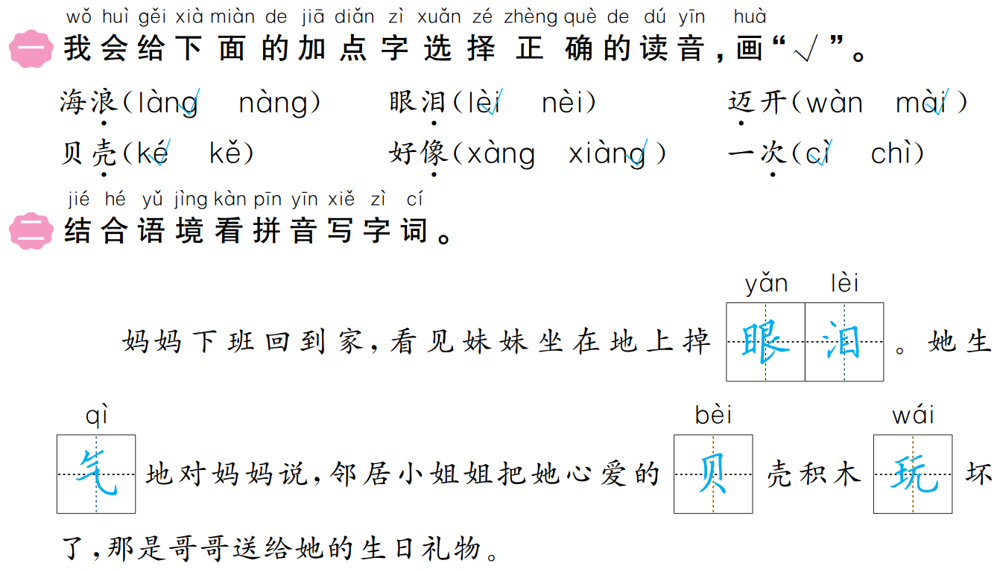 wǒ huì gěi xià miàn de jiā diǎn zì xuǎn zé zhèng què de dú yīn huà
一 我会给下面的加点字选择正确的读音，画“√”。
海浪（làng√ nàng） 眼泪（lèi√ nèi） 迈开（wàn mài√）
贝壳（ké√ kě） 好像（xàng xiàng√） 一次（cì√ chì）
jié hé yǔ jìng kàn pīn yīn xiě zì cí
二 结合语境看拼音写字词。
yǎn lèi
妈妈下班回到家，看见妹妹坐在地上掉眼泪。她生
qì bèi wái
气地对妈妈说，邻居小姐姐把她心爱的贝壳积木玩坏
了，那是哥哥送给她的生日礼物。